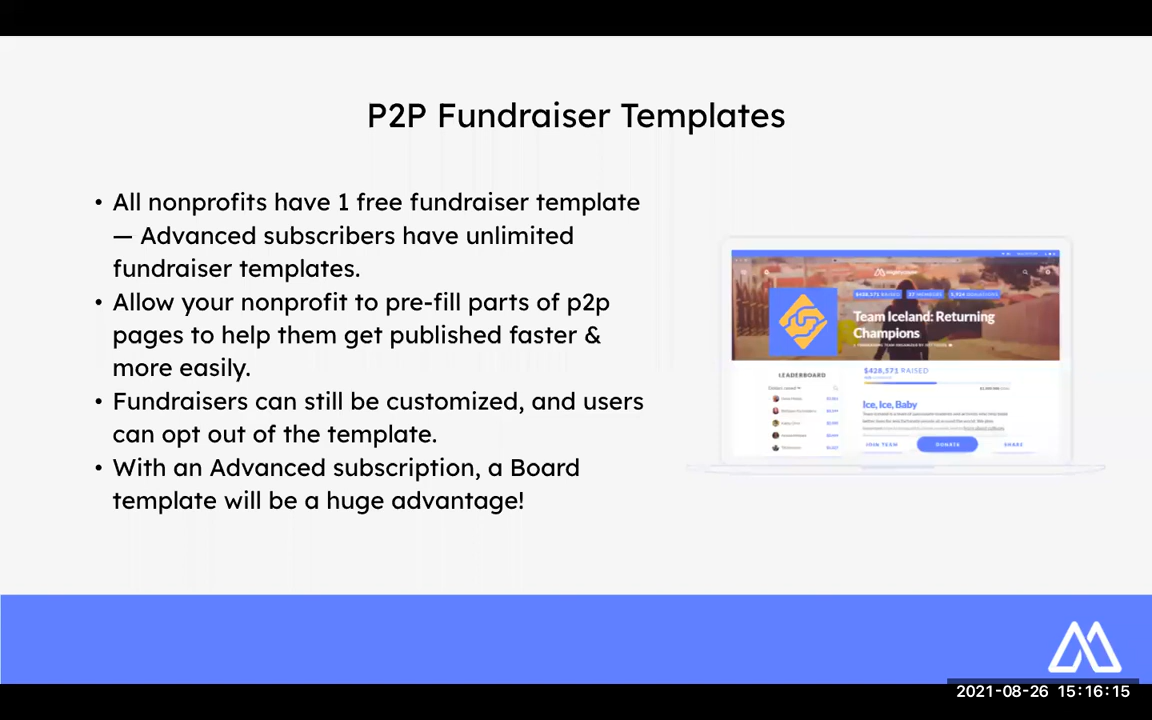 P2P Fundraiser Templates
• All nonprofits have 1 free fundraiser template
— Advanced subscribers have unlimited
fundraiser templates.
• Allow your nonprofit to pre-fill parts of p2p
pages to help them get published faster &
more easily.
• Fundraisers can still be customized, and users
can opt out of the template.
• With an Advanced subscription, a Board
template will be a huge advantage!
$428,571 RAISED
Team Iceland: Returning
Champions
LEADERBOARD
$428,571 RAISED
Ice, Ice, Baby
JOIN TEAM
DONATE
SHARE
2021-08-26 15:16:15